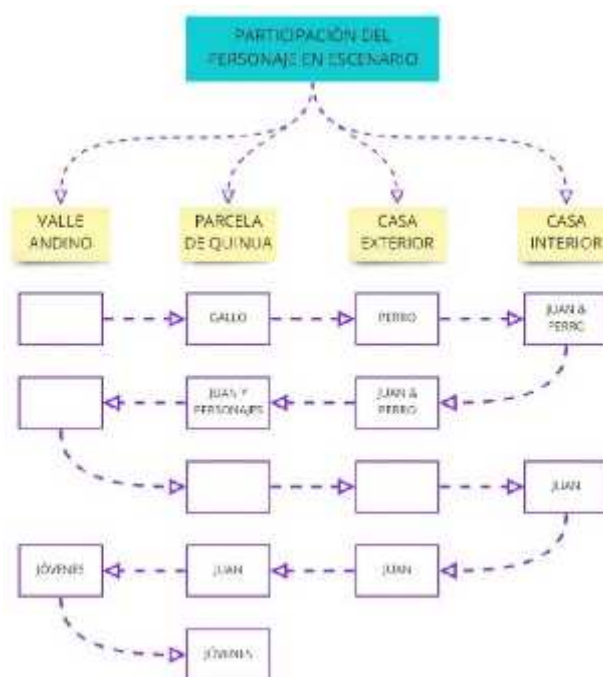 PARTICIPACIÓN DEL
PERSONAJE EN ESCENARIO
VALLE
ANDINO
PARCELA
DE QUINUA
CASA
EXTERIOR
CASA
INTERIOR
GALLO
PERRO
JUAN &
PERRO
JUAN Y
PERSONAJES
JUAN &
PERRO
JUAN
JÓVENES
JUAN
JUAN
JÓVENES